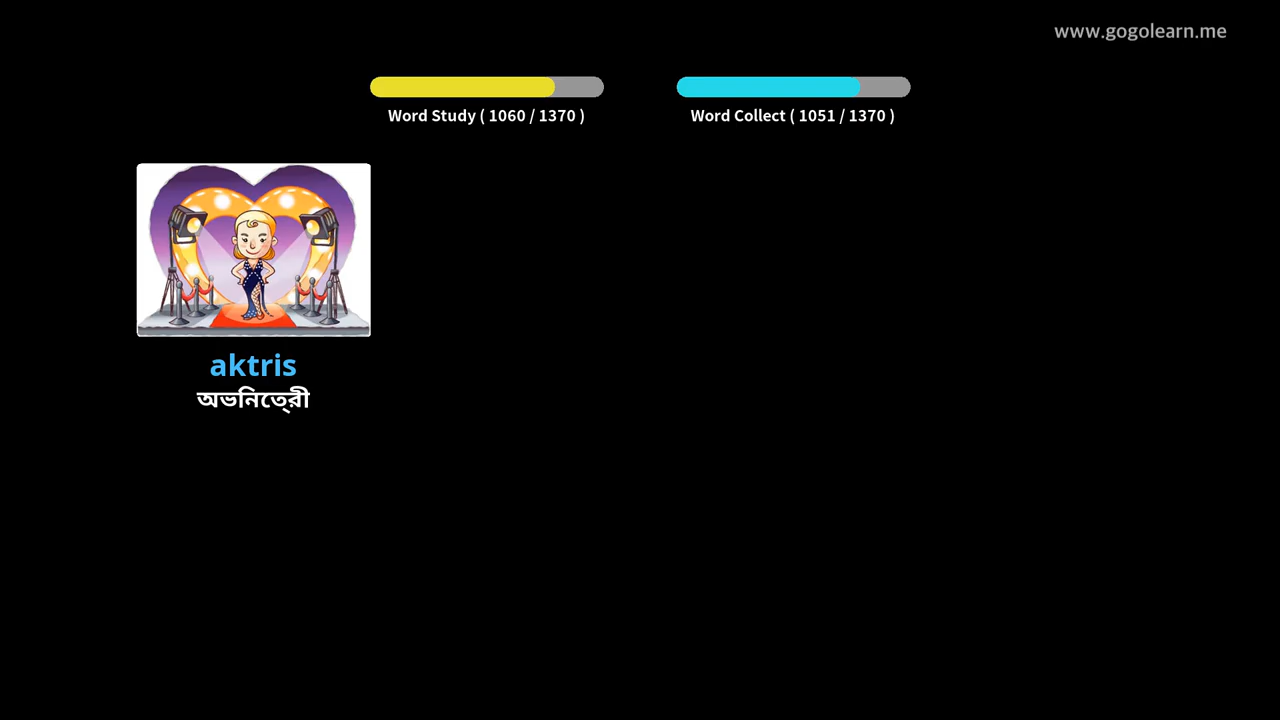 www.gogolearn.me
Word Study ( 1060 / 1370 )
Word Collect ( 1051 / 1370 )
aktris
অভিনেত্রী